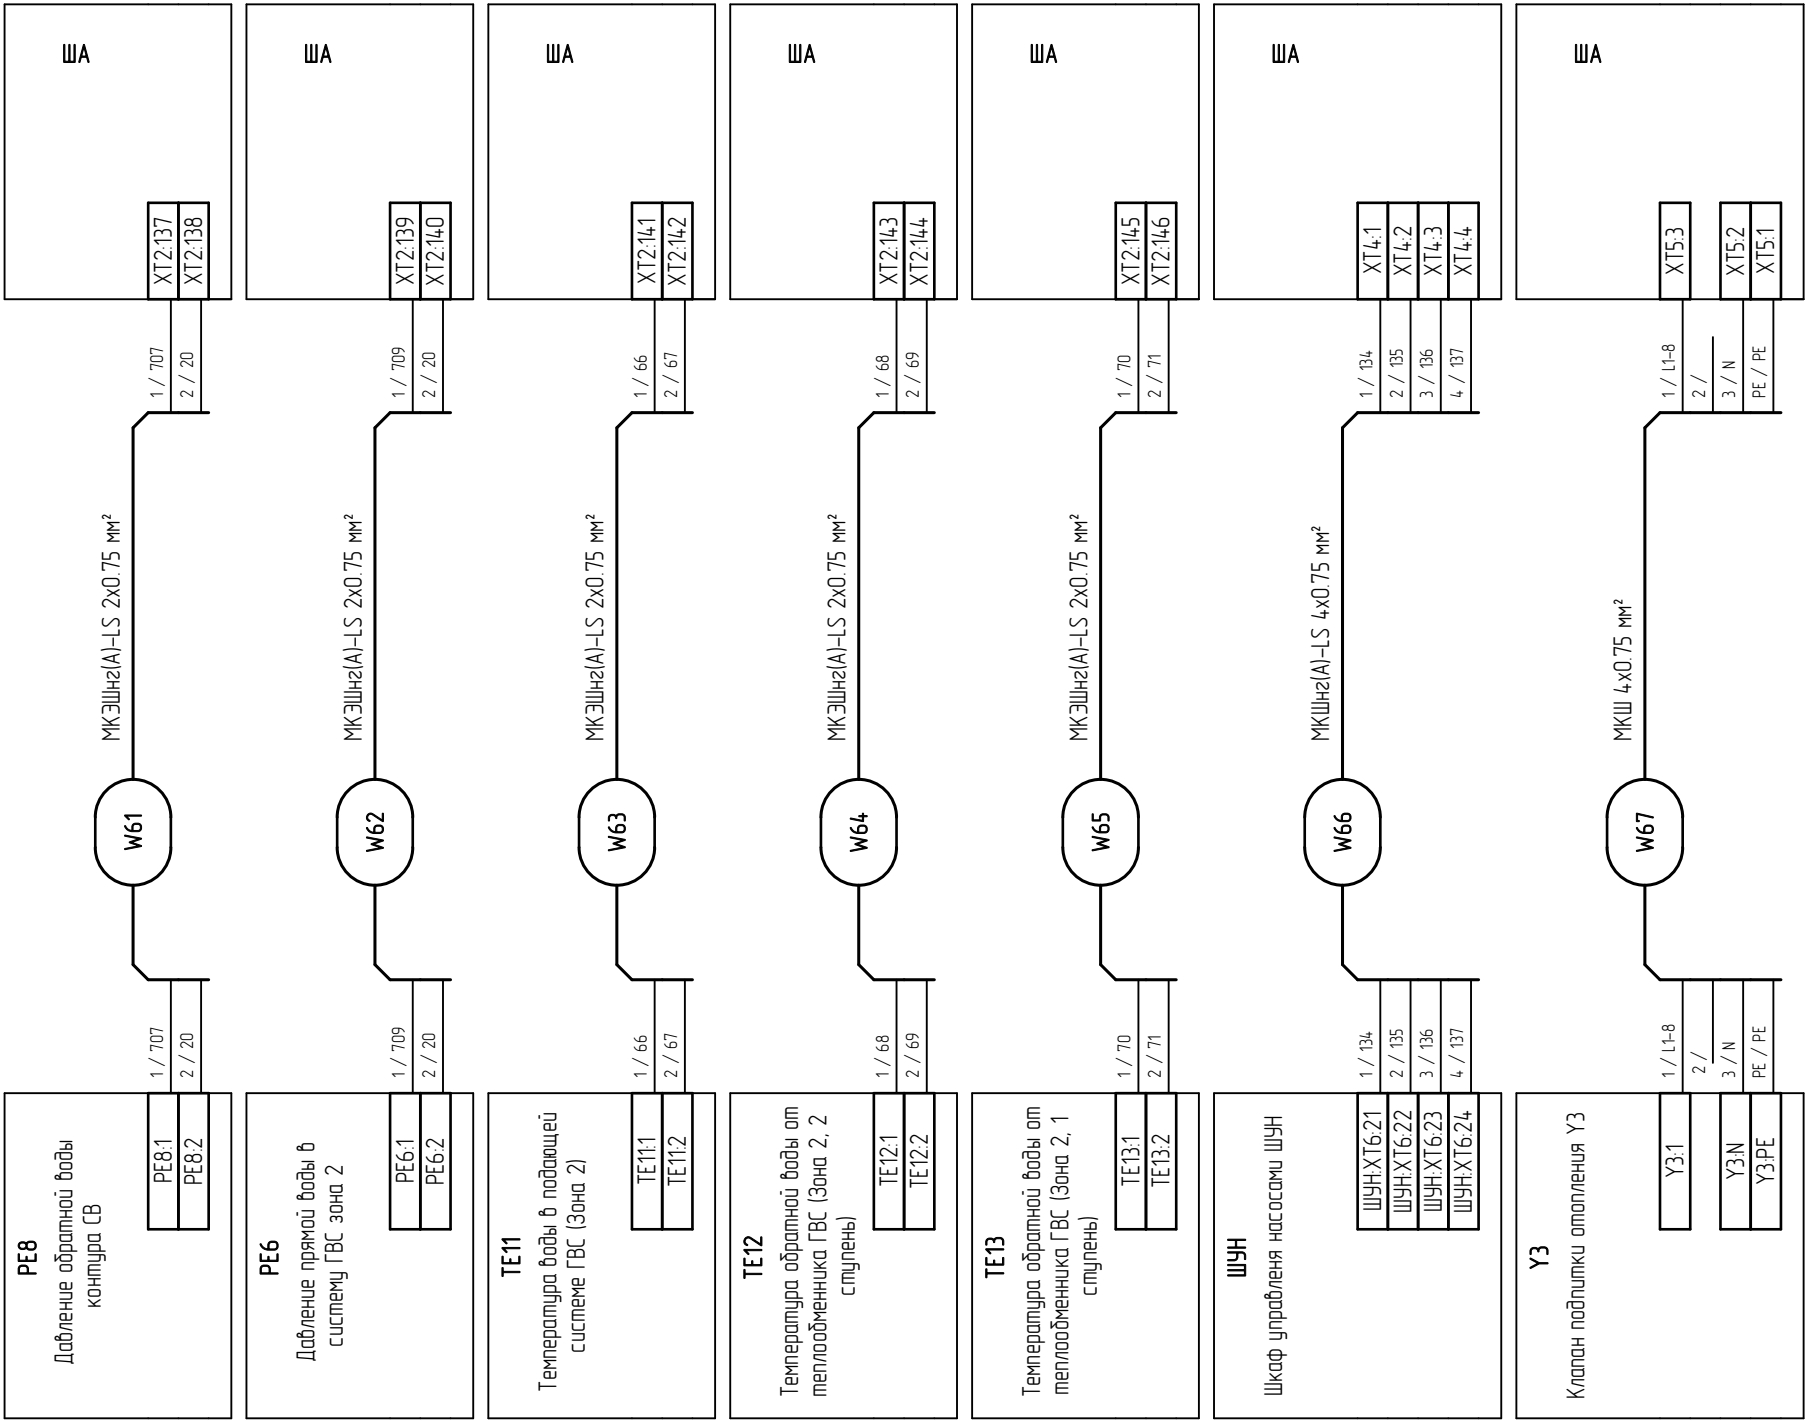 PE8
Давление обратной воды
контура СВ
PE8:1
PE8:2
1 / 707
2 / 20
W61
МКЭШнг(А)-LS 2x0.75 мм²
1 / 707
2 / 20
XT2:137
XT2:138
ША
PE6
Давление прямой воды в
систему ГВС зона 2
PE6:1
PE6:2
1 / 709
2 / 20
W62
МКЭШнг(А)-LS 2x0.75 мм²
1 / 709
2 / 20
XT2:139
XT2:140
ША
TE11
Температура воды в подающей
системе ГВС (Зона 2)
TE11:1
TE11:2
1 / 66
2 / 67
W63
МКЭШнг(А)-LS 2x0.75 мм²
1 / 66
2 / 67
XT2:141
XT2:142
ША
TE12
Температура обратной воды от
теплообменника ГВС (Зона 2, 2
ступень)
TE12:1
TE12:2
1 / 68
2 / 69
W64
МКЭШнг(А)-LS 2x0.75 мм²
1 / 68
2 / 69
XT2:143
XT2:144
ША
TE13
Температура обратной воды от
теплообменника ГВС (Зона 2, 1
ступень)
TE13:1
TE13:2
1 / 70
2 / 71
W65
МКЭШнг(А)-LS 2x0.75 мм²
1 / 70
2 / 71
XT2:145
XT2:146
ША
ШУН
Шкаф управленя насосами ШУН
ШУН:XT6:21
ШУН:XT6:22
ШУН:XT6:23
ШУН:XT6:24
1 / 134
2 / 135
3 / 136
4 / 137
W66
МКШнг(А)-LS 4x0.75 мм²
1 / 134
2 / 135
3 / 136
4 / 137
XT4:1
XT4:2
XT4:3
XT4:4
ША
Y3
Клапан подпитки отопления Y3
Y3:1
Y3:N
Y3:PE
1 / L1-8
2 /
3 / N
PE / PE
W67
МКШ 4x0.75 мм²
1 / L1-8
2 /
3 / N
PE / PE
XT5:3
XT5:2
XT5:1
ША